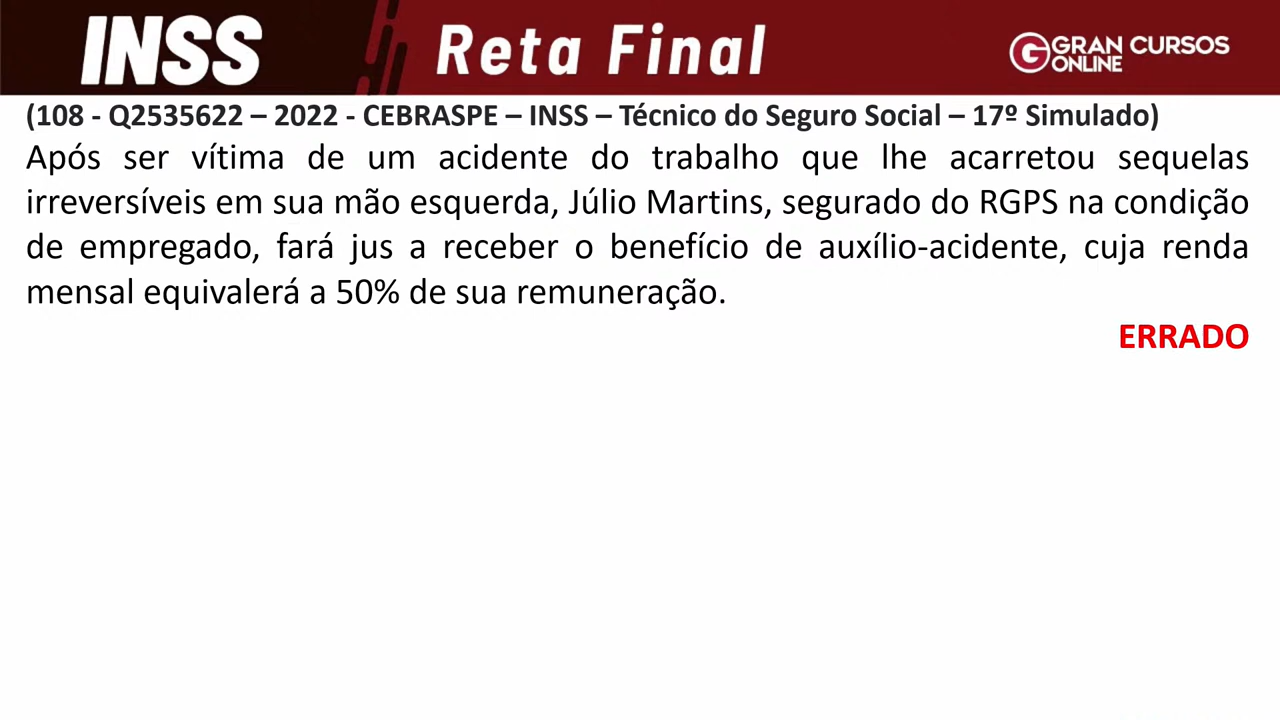 INSS
Reta Final
GRAN CURSOS
ONLINE
(108 - Q2535622 – 2022 - CEBRASPE – INSS – Técnico do Seguro Social – 17º Simulado)
Após ser vítima de um acidente do trabalho que lhe acarretou sequelas
irreversíveis em sua mão esquerda, Júlio Martins, segurado do RGPS na condição
de empregado, fará jus a receber o benefício de auxílio-acidente, cuja renda
mensal equivalerá a 50% de sua remuneração.
ERRADO